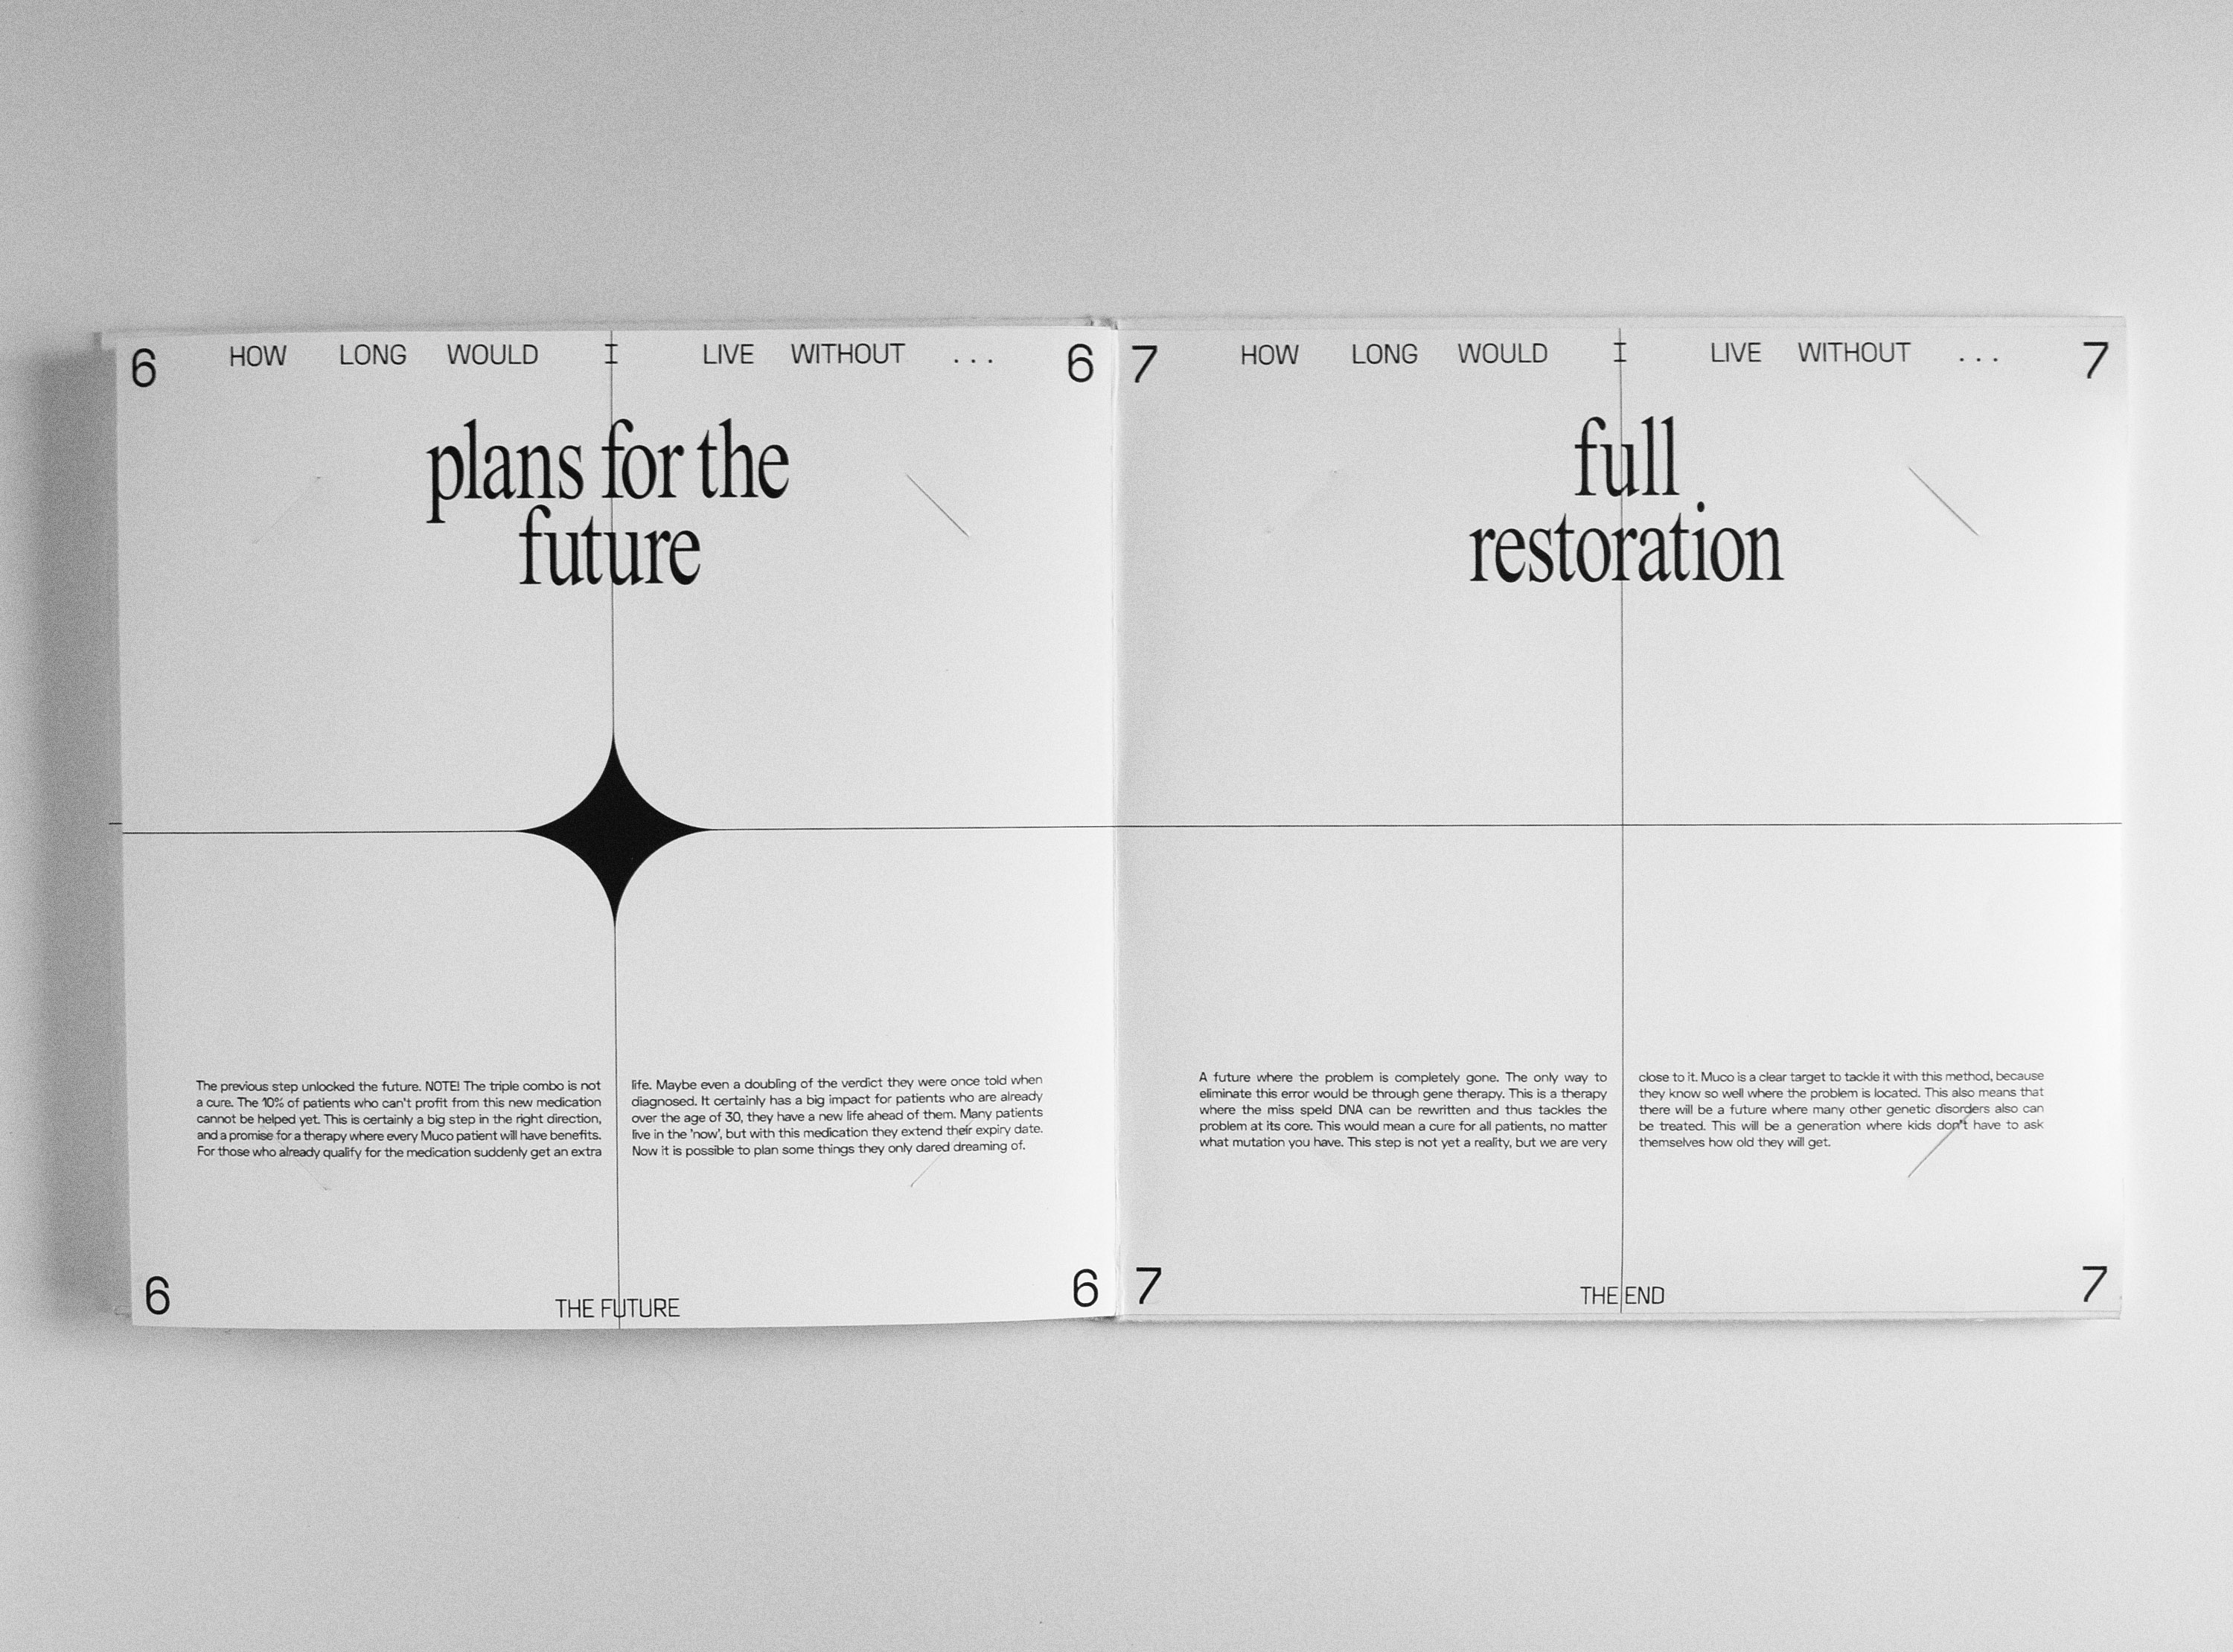 6 HOW LONG WOULD I LIVE WITHOUT ... 6
plans for the
future
The previous step unlocked the future. NOTE! The triple combo is not
a cure. The 10% of patients who can't profit from this new medication
cannot be helped yet. This is certainly a big step in the right direction,
and a promise for a therapy where every Muco patient will have benefits.
For those who already qualify for the medication suddenly get an extra
life. Maybe even a doubling of the verdict they were once told when
diagnosed. It certainly has a big impact for patients who are already
over the age of 30, they have a new life ahead of them. Many patients
live in the 'now', but with this medication they extend their expiry date.
Now it is possible to plan some things they only dared dreaming of.
6 THE FUTURE 6
7 HOW LONG WOULD I LIVE WITHOUT ... 7
full
restoration
A future where the problem is completely gone. The only way to
eliminate this error would be through gene therapy. This is a therapy
where the miss speld DNA can be rewritten and thus tackles the
problem at its core. This would mean a cure for all patients, no matter
what mutation you have. This step is not yet a reality, but we are very
close to it. Muco is a clear target to tackle it with this method, because
they know so well where the problem is located. This also means that
there will be a future where many other genetic disorders also can
be treated. This will be a generation where kids don't have to ask
themselves how old they will get.
7 THE END 7